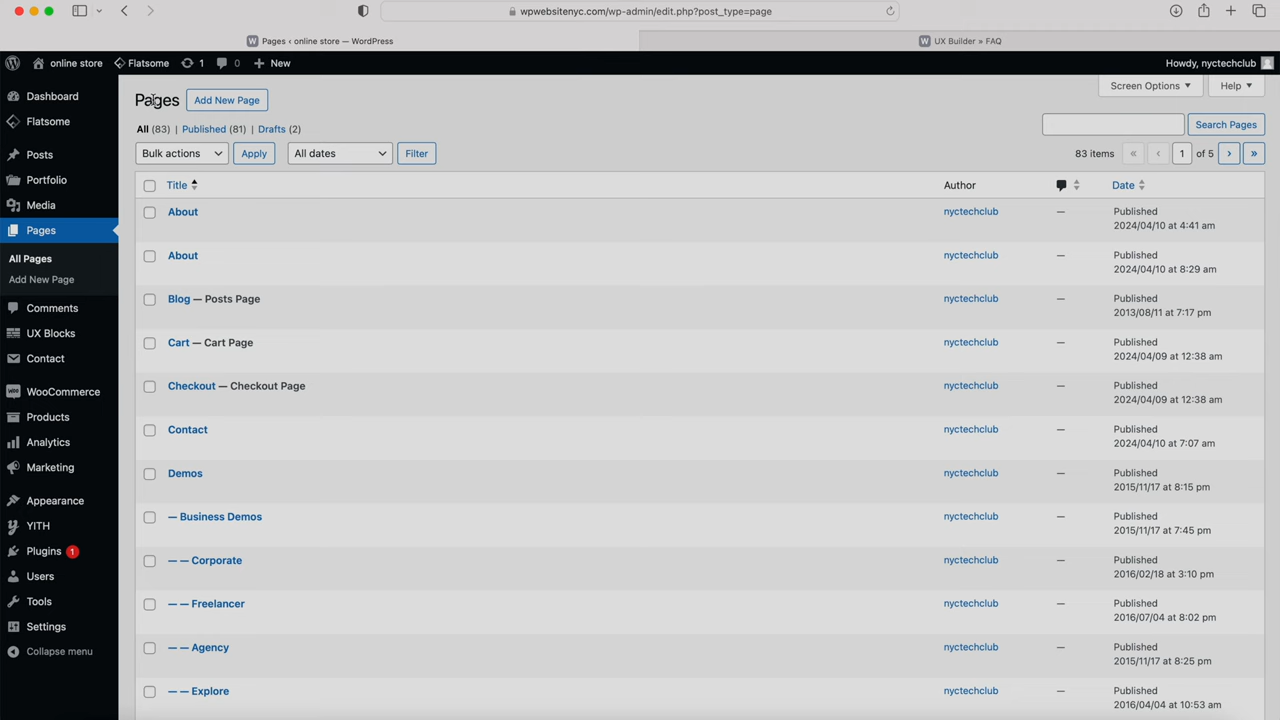 wpwebsitenyc.com/wp-admin/edit.php?post_type=page
Pages < online store — WordPress
UX Builder » FAQ
online store
Flatsome
1
0
New
Howdy, nyctechclub
Dashboard
Flatsome
Posts
Portfolio
Media
Pages
All Pages
Add New Page
Comments
UX Blocks
Contact
WooCommerce
Products
Analytics
Marketing
Appearance
YITH
Plugins 1
Users
Tools
Settings
Collapse menu
Screen Options
Help
Pages
Add New Page
All (83) | Published (81) | Drafts (2)
Search Pages
Bulk actions
Apply
All dates
Filter
83 items « ‹ 1 of 5 › »
Title Author Date
About nyctechclub — Published
2024/04/10 at 4:41 am
About nyctechclub — Published
2024/04/10 at 8:29 am
Blog — Posts Page nyctechclub — Published
2013/08/11 at 7:17 pm
Cart — Cart Page nyctechclub — Published
2024/04/09 at 12:38 am
Checkout — Checkout Page nyctechclub — Published
2024/04/09 at 12:38 am
Contact nyctechclub — Published
2024/04/10 at 7:07 am
Demos nyctechclub — Published
2015/11/17 at 8:15 pm
— Business Demos nyctechclub — Published
2015/11/17 at 7:45 pm
— — Corporate nyctechclub — Published
2016/02/18 at 3:10 pm
— — Freelancer nyctechclub — Published
2016/07/04 at 8:02 pm
— — Agency nyctechclub — Published
2015/11/17 at 8:25 pm
— — Explore nyctechclub — Published
2016/04/04 at 10:53 am